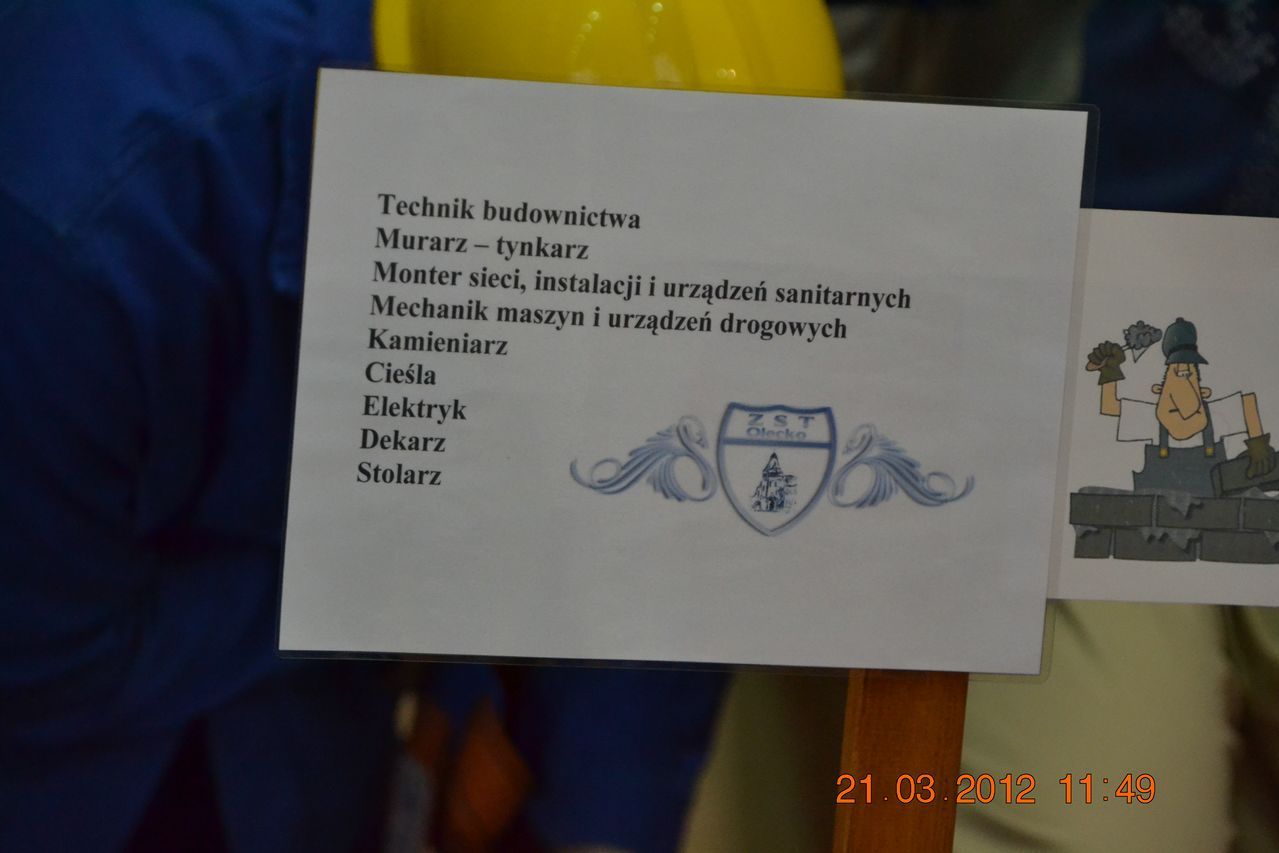 Technik budownictwa
Murarz – tynkarz
Monter sieci, instalacji i urządzeń sanitarnych
Mechanik maszyn i urządzeń drogowych
Kamieniarz
Cieśla
Elektryk
Dekarz
Stolarz
Z S T
Olecko
21.03.2012 11:49